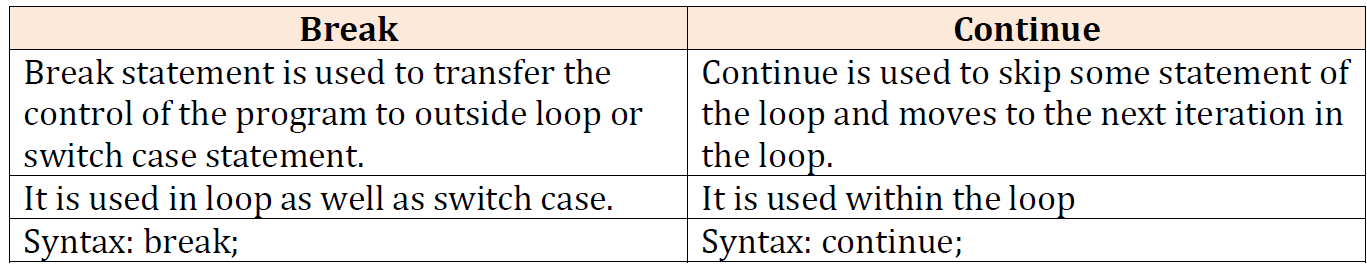 Break
Continue
Break statement is used to transfer the
control of the program to outside loop or
switch case statement.
Continue is used to skip some statement of
the loop and moves to the next iteration in
the loop.
It is used in loop as well as switch case.
It is used within the loop
Syntax: break;
Syntax: continue;